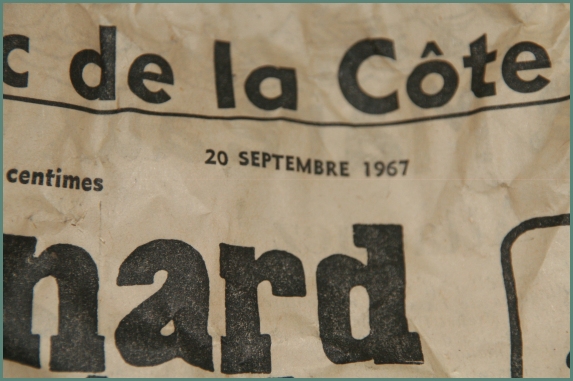 c de la Côte
20 SEPTEMBRE 1967
centimes
nard